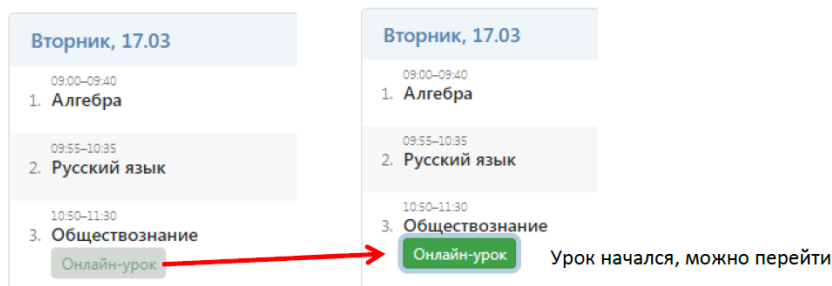 Вторник, 17.03
09:00–09:40
1. Алгебра
09:55–10:35
2. Русский язык
10:50–11:30
3. Обществознание
Онлайн-урок
Вторник, 17.03
09:00–09:40
1. Алгебра
09:55–10:35
2. Русский язык
10:50–11:30
3. Обществознание
Онлайн-урок
Урок начался, можно перейти